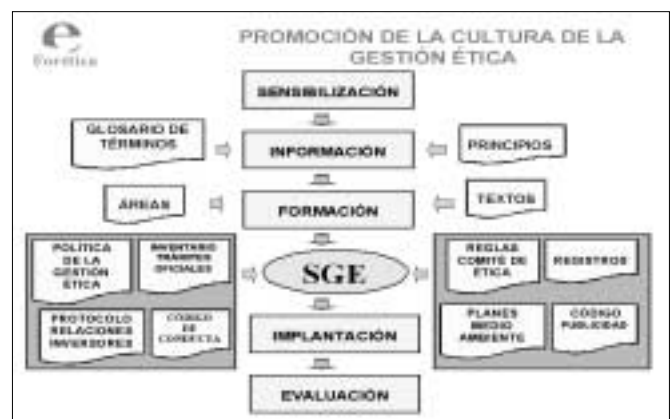 e
Forética
PROMOCIÓN DE LA CULTURA DE LA
GESTIÓN ÉTICA
SENSIBILIZACIÓN
GLOSARIO DE
TÉRMINOS
INFORMACIÓN
PRINCIPIOS
ÁREAS
FORMACIÓN
TEXTOS
POLÍTICA
DE LA
GESTIÓN
ÉTICA
INVENTARIO
TRÁMITES
OFICIALES
SGE
REGLAS
COMITÉ DE
ÉTICA
REGISTROS
PROTOCOLO
RELACIONES
INVERSORES
CÓDIGO
DE
CONDUCTA
IMPLANTACIÓN
PLANES
MEDIO
AMBIENTE
CÓDIGO
PUBLICIDAD
EVALUACIÓN